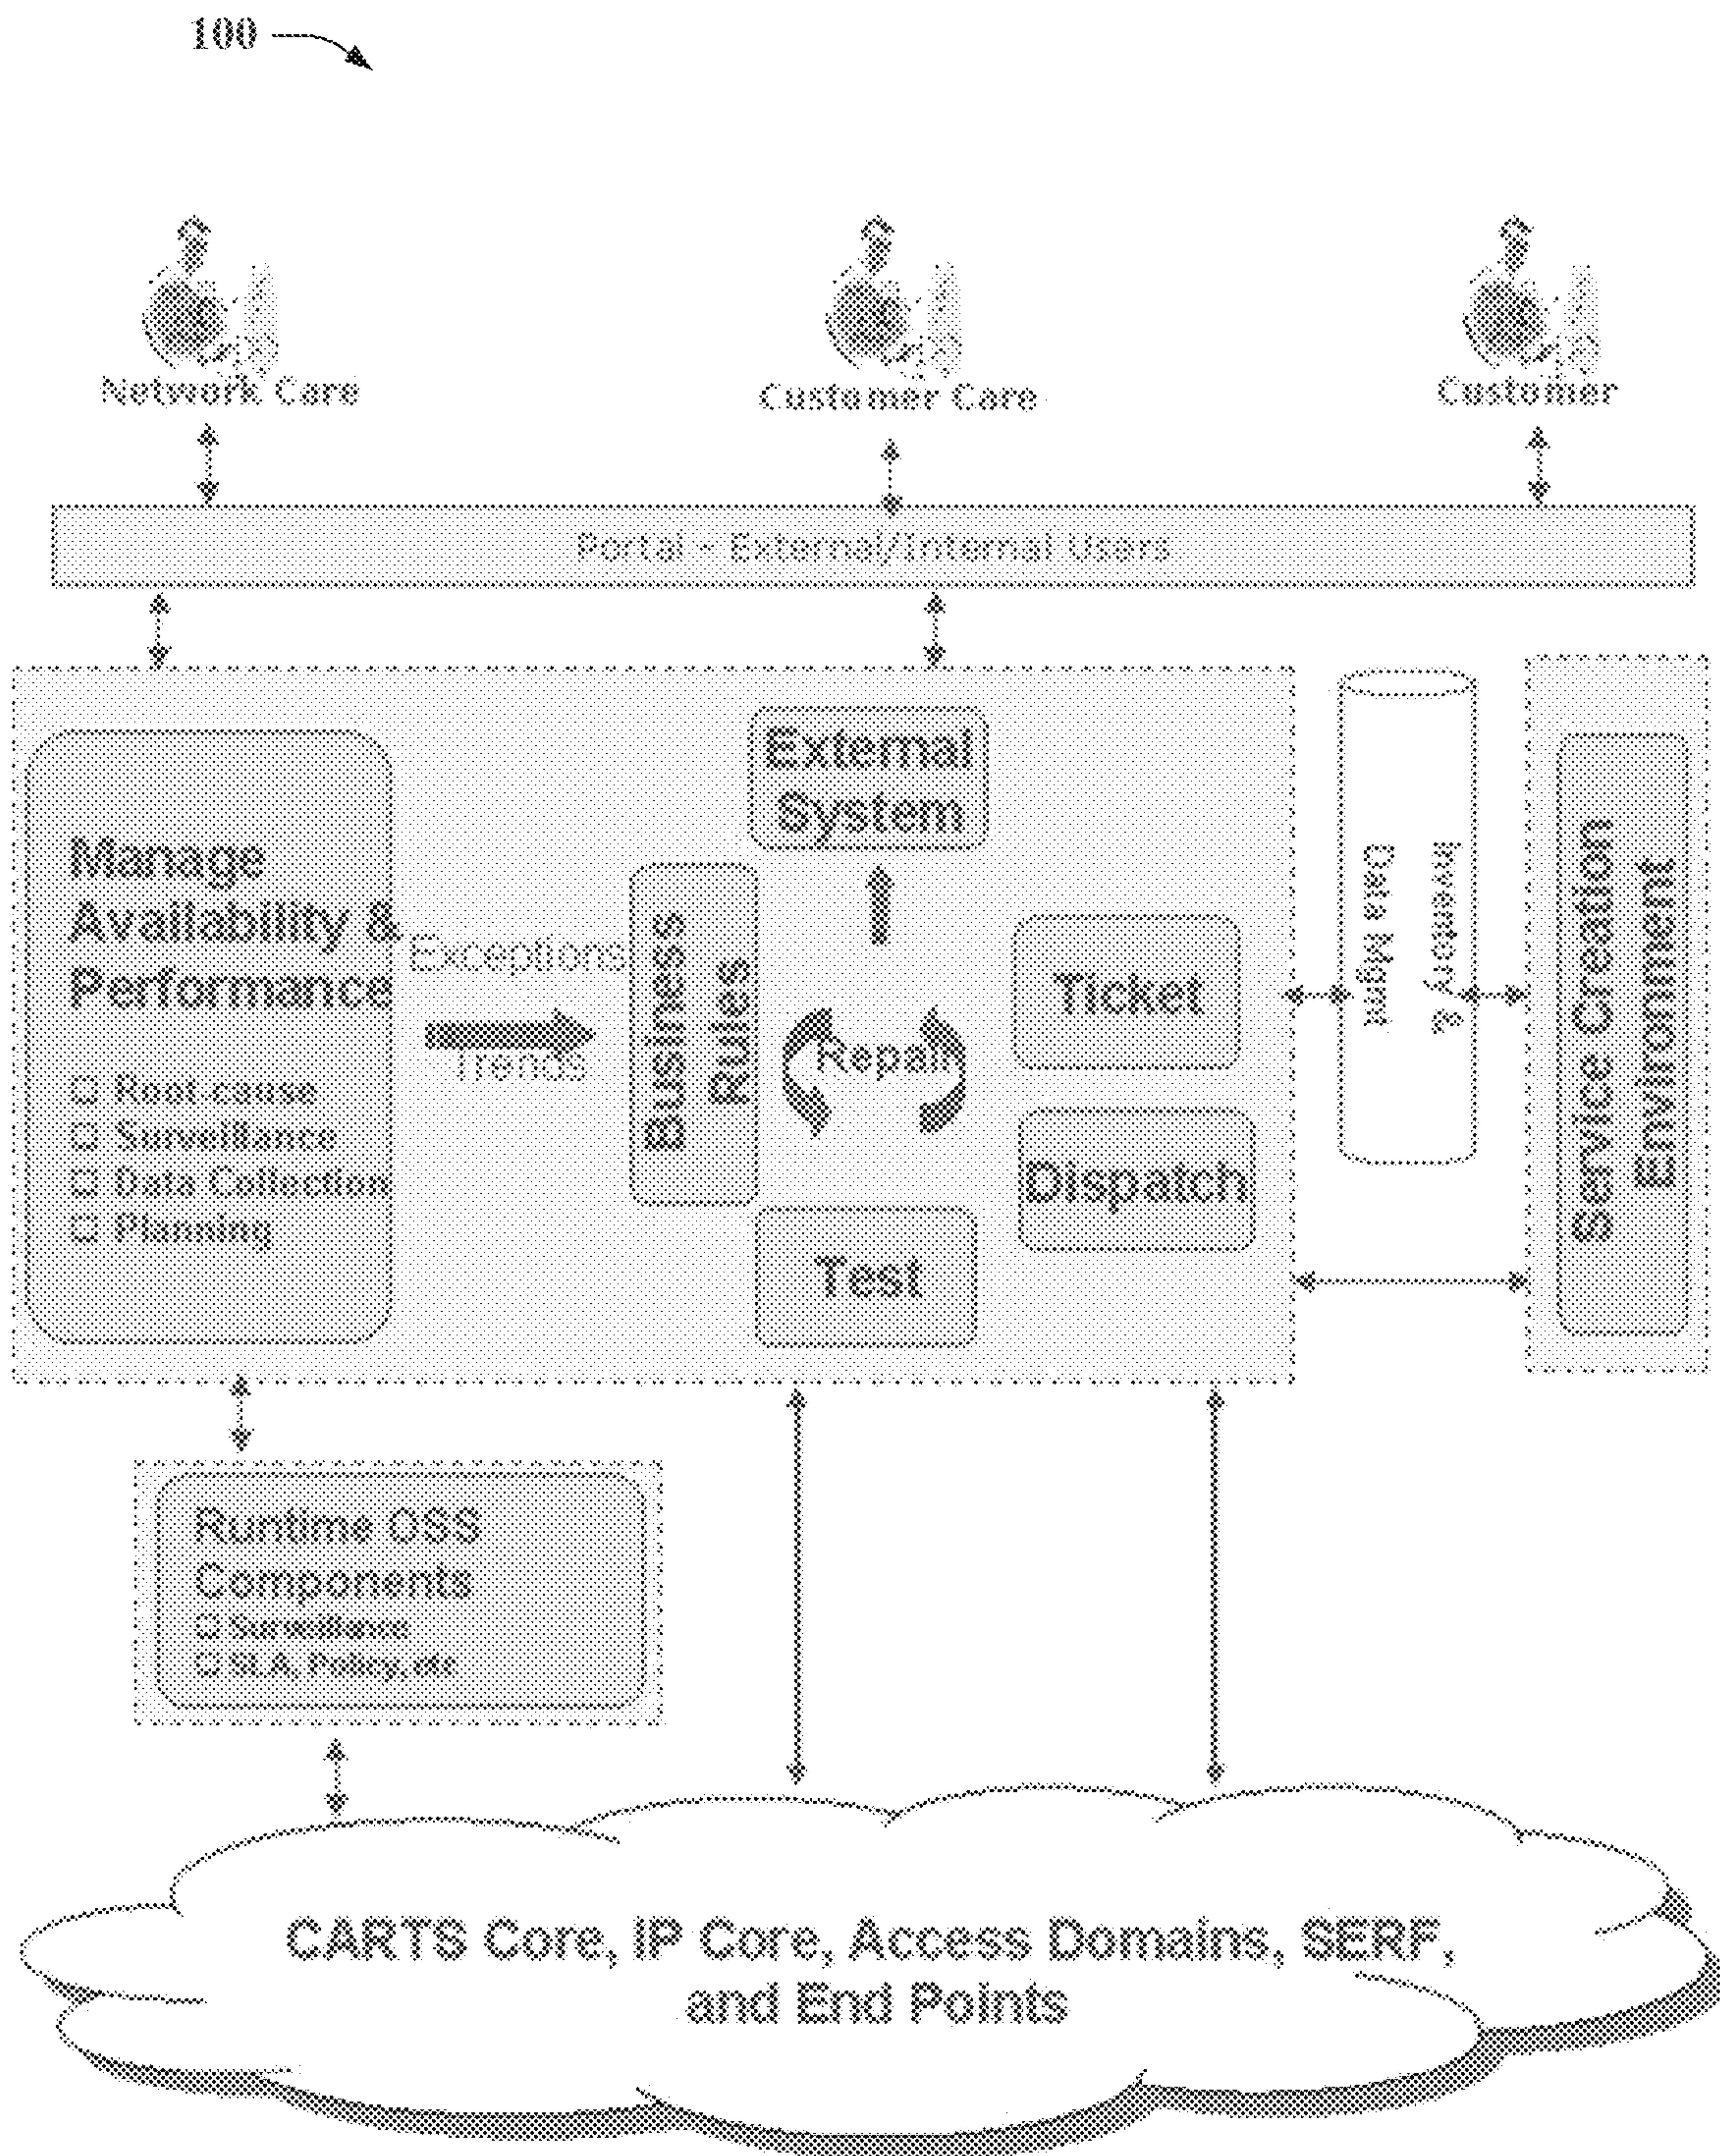 100
Network Care
Customer Care
Customer
Portal - External/Internal Users
Manage
Availability &
Performance
Root cause
Surveillance
Data Collection
Planning
Exceptions
Trends
Business
Rules
External
System
Repair
Test
Ticket
Dispatch
Inventory &
Data Mgmt
Service Creation
Environment
Runtime OSS
Components
Surveillance
SLA, Policy, etc
CARTS Core, IP Core, Access Domains, SERF,
and End Points